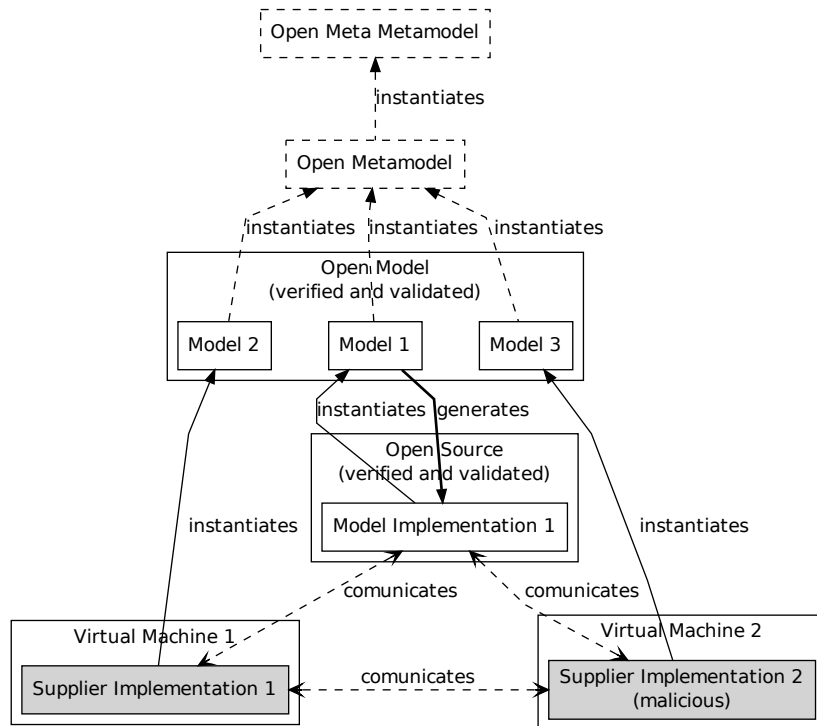 Open Meta Metamodel
instantiates
Open Metamodel
instantiates
instantiates
instantiates
Open Model
(verified and validated)
Model 2
Model 1
Model 3
instantiates
generates
Open Source
(verified and validated)
Model Implementation 1
instantiates
instantiates
comunicates
comunicates
Virtual Machine 1
Virtual Machine 2
Supplier Implementation 1
comunicates
Supplier Implementation 2
(malicious)